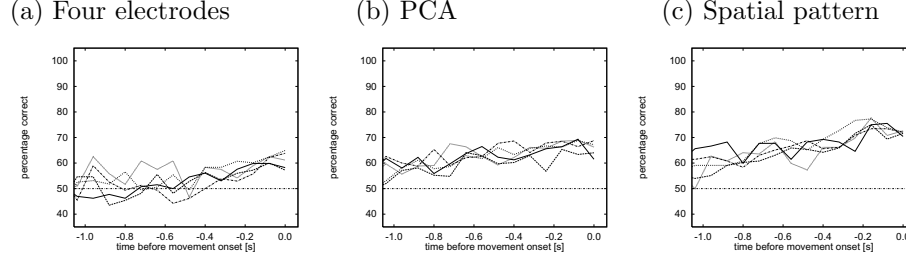 (a) Four electrodes
(b) PCA
(c) Spatial pattern
percentage correct
100
90
80
70
60
50
40
-1.0 -0.8 -0.6 -0.4 -0.2 0.0
time before movement onset [s]
percentage correct
100
90
80
70
60
50
40
-1.0 -0.8 -0.6 -0.4 -0.2 0.0
time before movement onset [s]
percentage correct
100
90
80
70
60
50
40
-1.0 -0.8 -0.6 -0.4 -0.2 0.0
time before movement onset [s]